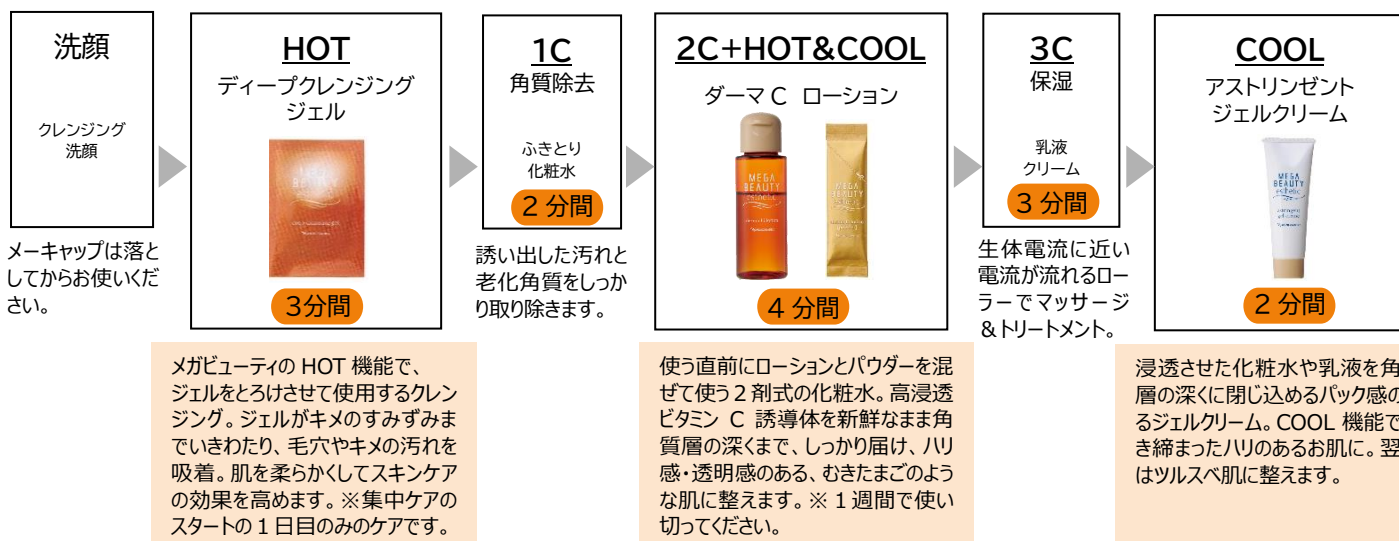 洗顔
クレンジング
洗顔
メーキャップは落と
してからお使いくだ
さい。
HOT
ディープクレンジング
ジェル
MEGA
BEAUTY
esthetic
3分間
メガビューティの HOT 機能で、
ジェルをとろけさせて使用するクレン
ジング。ジェルがキメのすみずみま
でいきわたり、毛穴やキメの汚れを
吸着。肌を柔らかくしてスキンケア
の効果を高めます。※集中ケアの
スタートの 1 日目のみのケアです。
1C
角質除去
ふきとり
化粧水
2 分間
誘い出した汚れと
老化角質をしっか
り取り除きます。
2C+HOT&COOL
ダーマ C ローション
MEGA
BEAUTY
esthetic
MEGA
BEAUTY
esthetic
4 分間
使う直前にローションとパウダーを混
ぜて使う 2 剤式の化粧水。高浸透
ビタミン C 誘導体を新鮮なまま角
質層の深くまで、しっかり届け、ハリ
感・透明感のある、むきたまごのよう
な肌に整えます。※ 1 週間で使い
切ってください。
3C
保湿
乳液
クリーム
3 分間
生体電流に近い
電流が流れるロー
ラーでマッサージ
&トリートメント。
COOL
アストリンゼント
ジェルクリーム
MEGA
BEAUTY
esthetic
astringent
gel cream
2 分間
浸透させた化粧水や乳液を角
層の深くに閉じ込めるパック感の
るジェルクリーム。COOL 機能で
き締まったハリのあるお肌に。翌
はツルスベ肌に整えます。